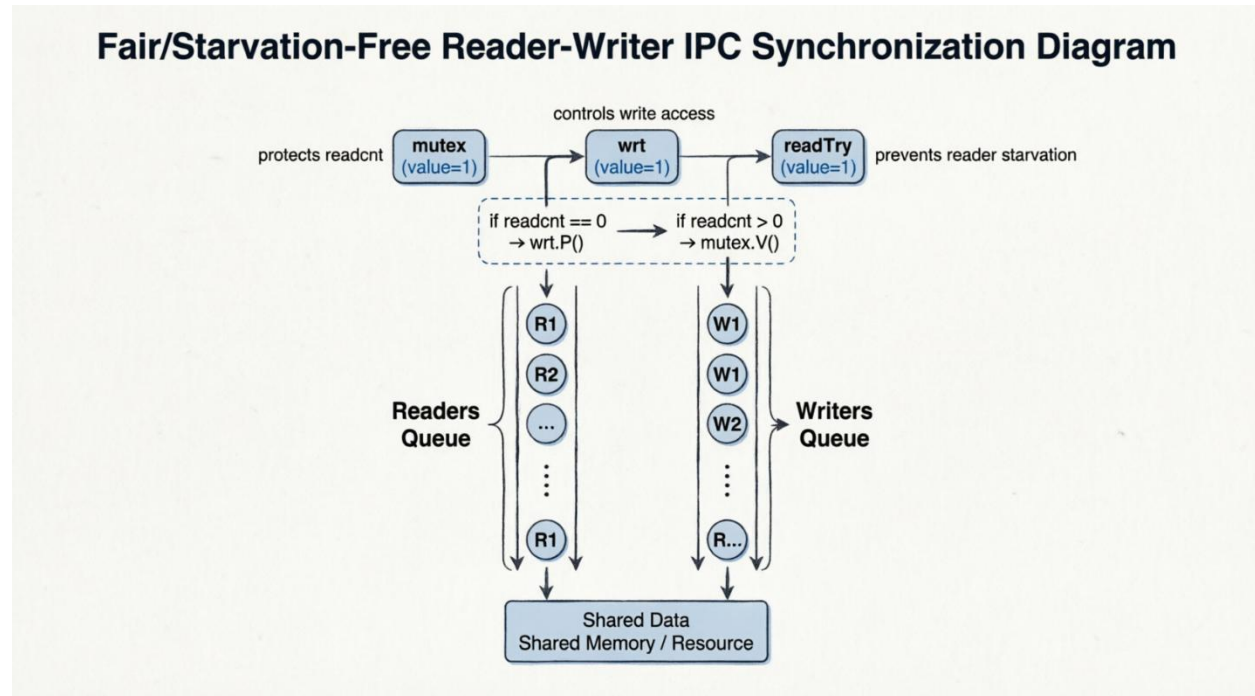 Fair/Starvation-Free Reader-Writer IPC Synchronization Diagram
controls write access
protects readcnt
mutex
(value=1)
wrt
(value=1)
readTry
(value=1)
prevents reader starvation
if readcnt == 0
→ wrt.P()
if readcnt > 0
→ mutex.V()
Readers
Queue
R1
R2
...
R1
W1
W1
W2
R...
Writers
Queue
Shared Data
Shared Memory / Resource